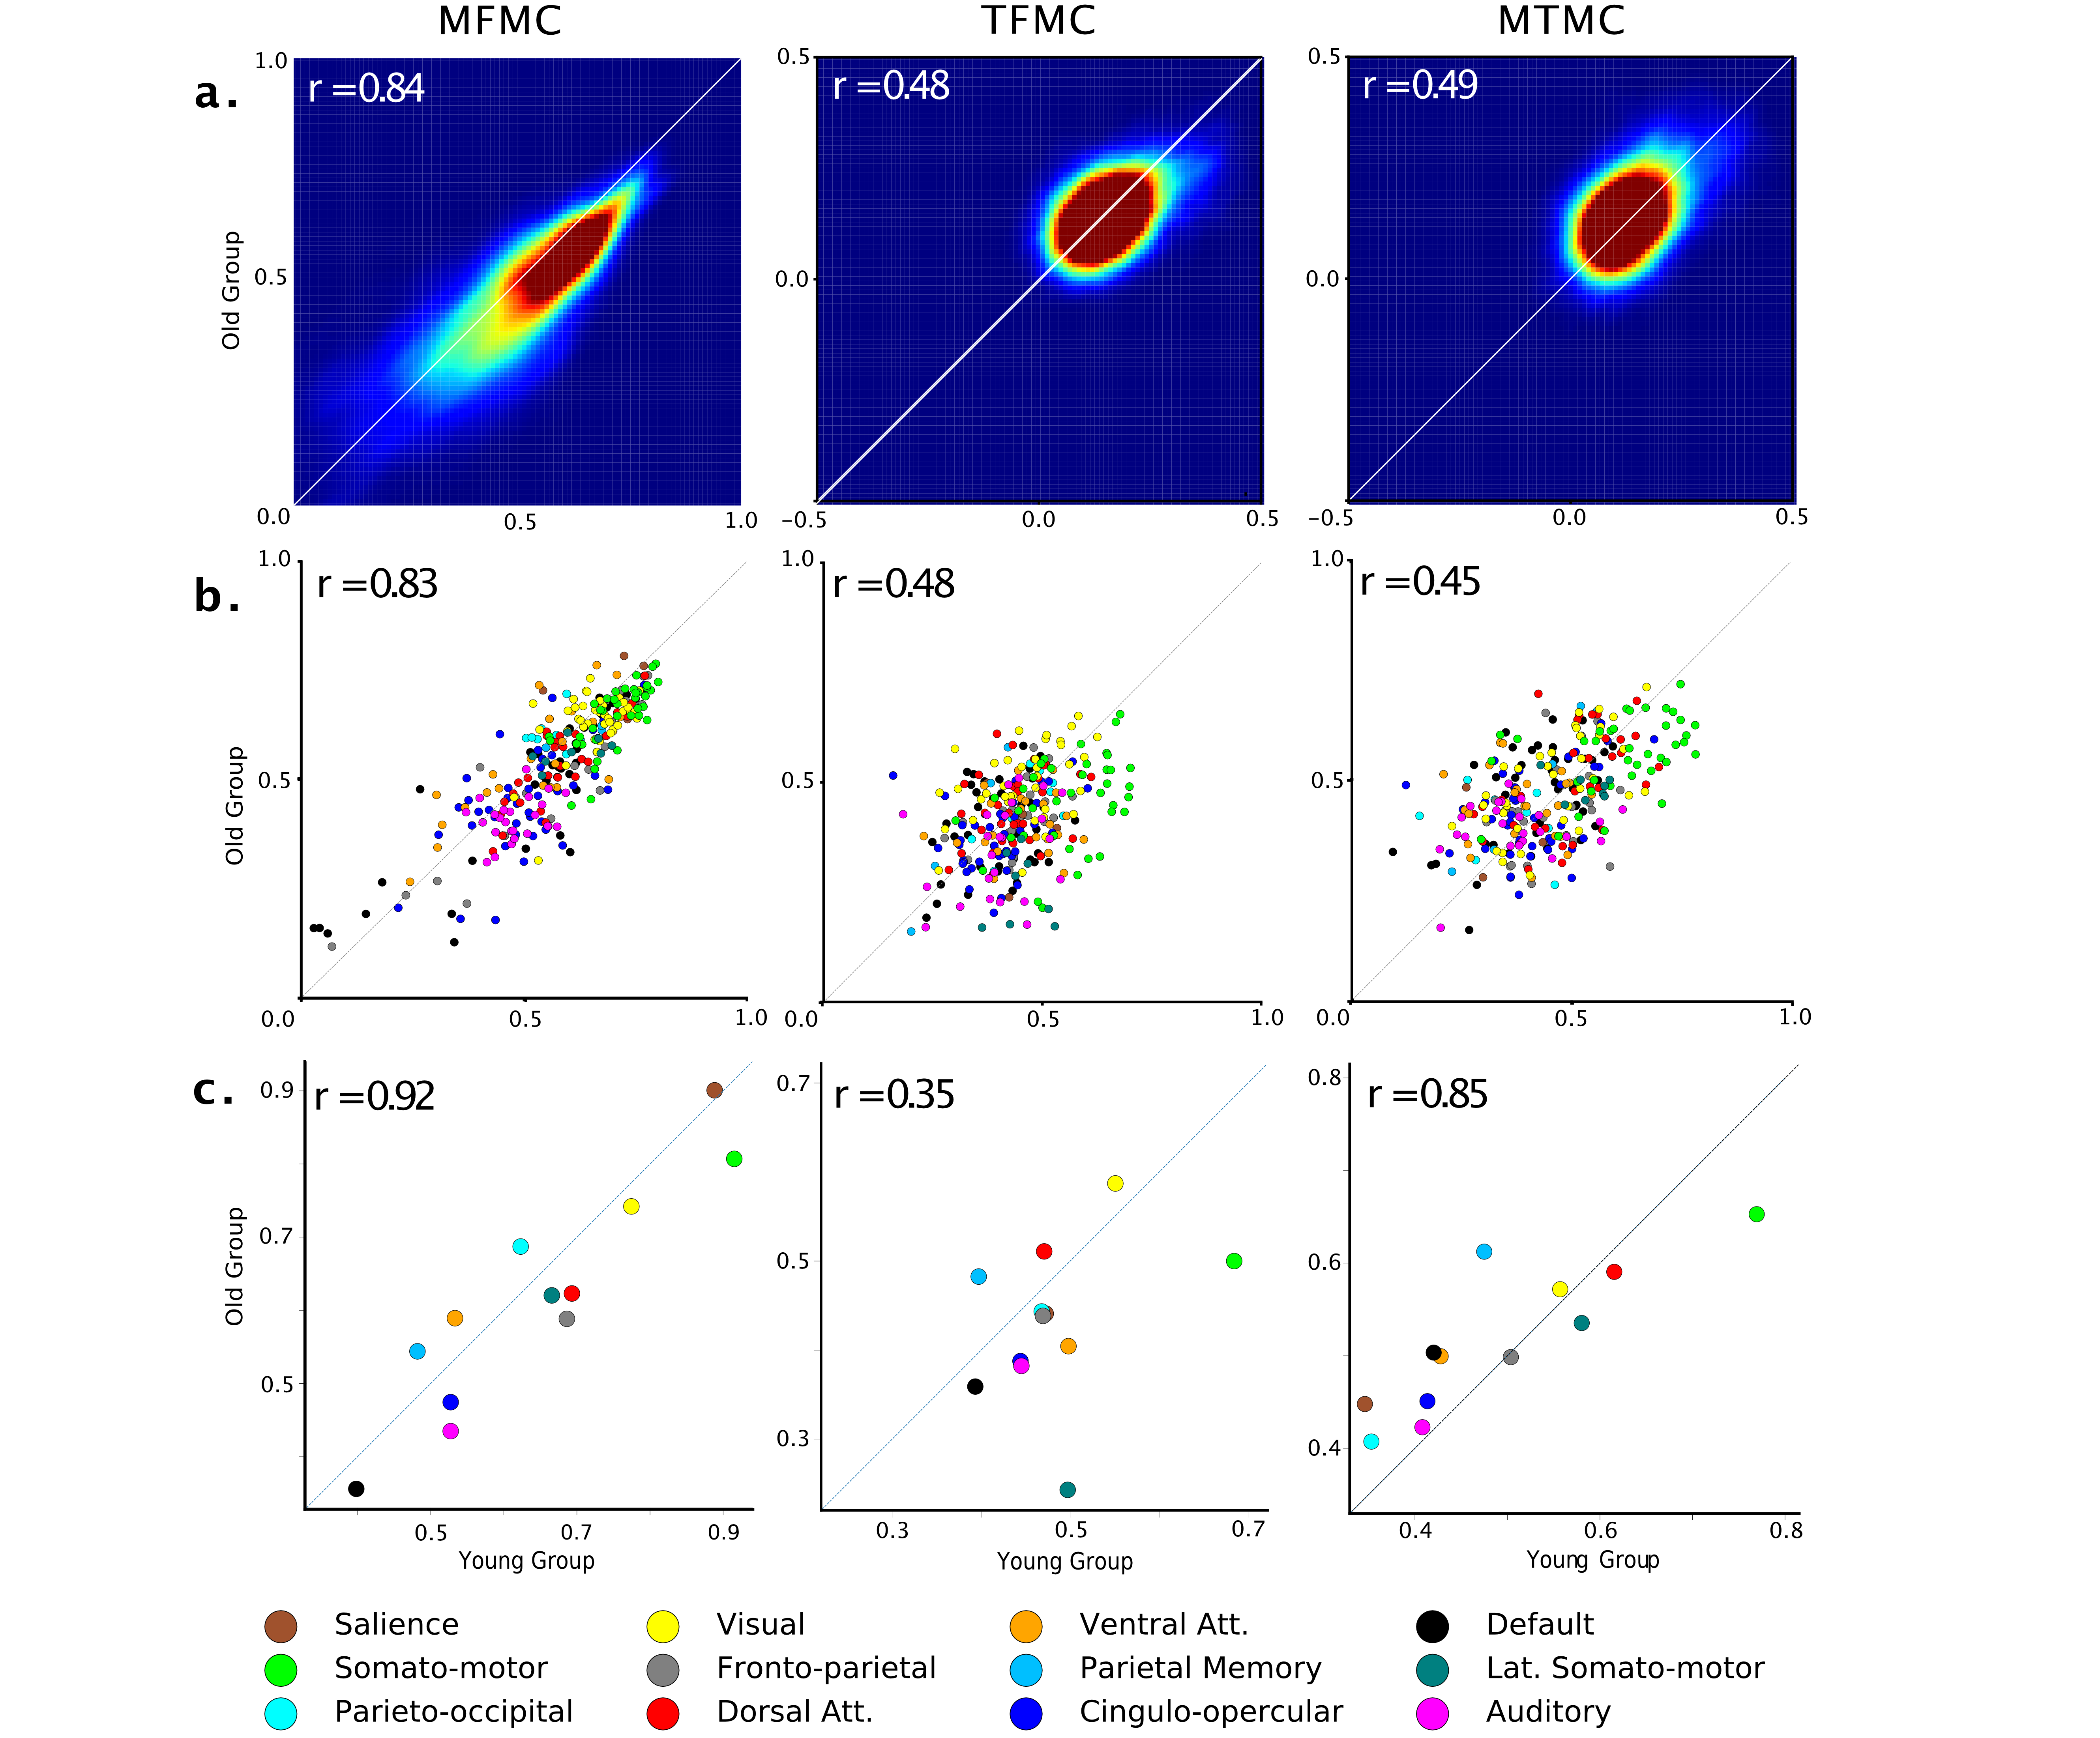 MFMC TFMC MTMC
a.
1.0 0.5 0.5
r =0.84 r =0.48 r =0.49
Old Group
0.5 0.0 0.0
0.0 0.5 1.0 −0.5 0.0 0.5 −0.5 0.0 0.5
b.
1.0 1.0 1.0
r =0.83 r =0.48 r =0.45
Old Group
0.5 0.5 0.5
0.0 0.5 1.0 0.0 0.5 1.0 0.0 0.5 1.0
c.
r =0.92 r =0.35 r =0.85
0.9 0.7 0.8
Old Group
0.7 0.5 0.6
0.5 0.3 0.4
0.5 0.7 0.9 0.3 0.5 0.7 0.4 0.6 0.8
Young Group Young Group Young Group
Salience Visual Ventral Att. Default
Somato-motor Fronto-parietal Parietal Memory Lat. Somato-motor
Parieto-occipital Dorsal Att. Cingulo-opercular Auditory